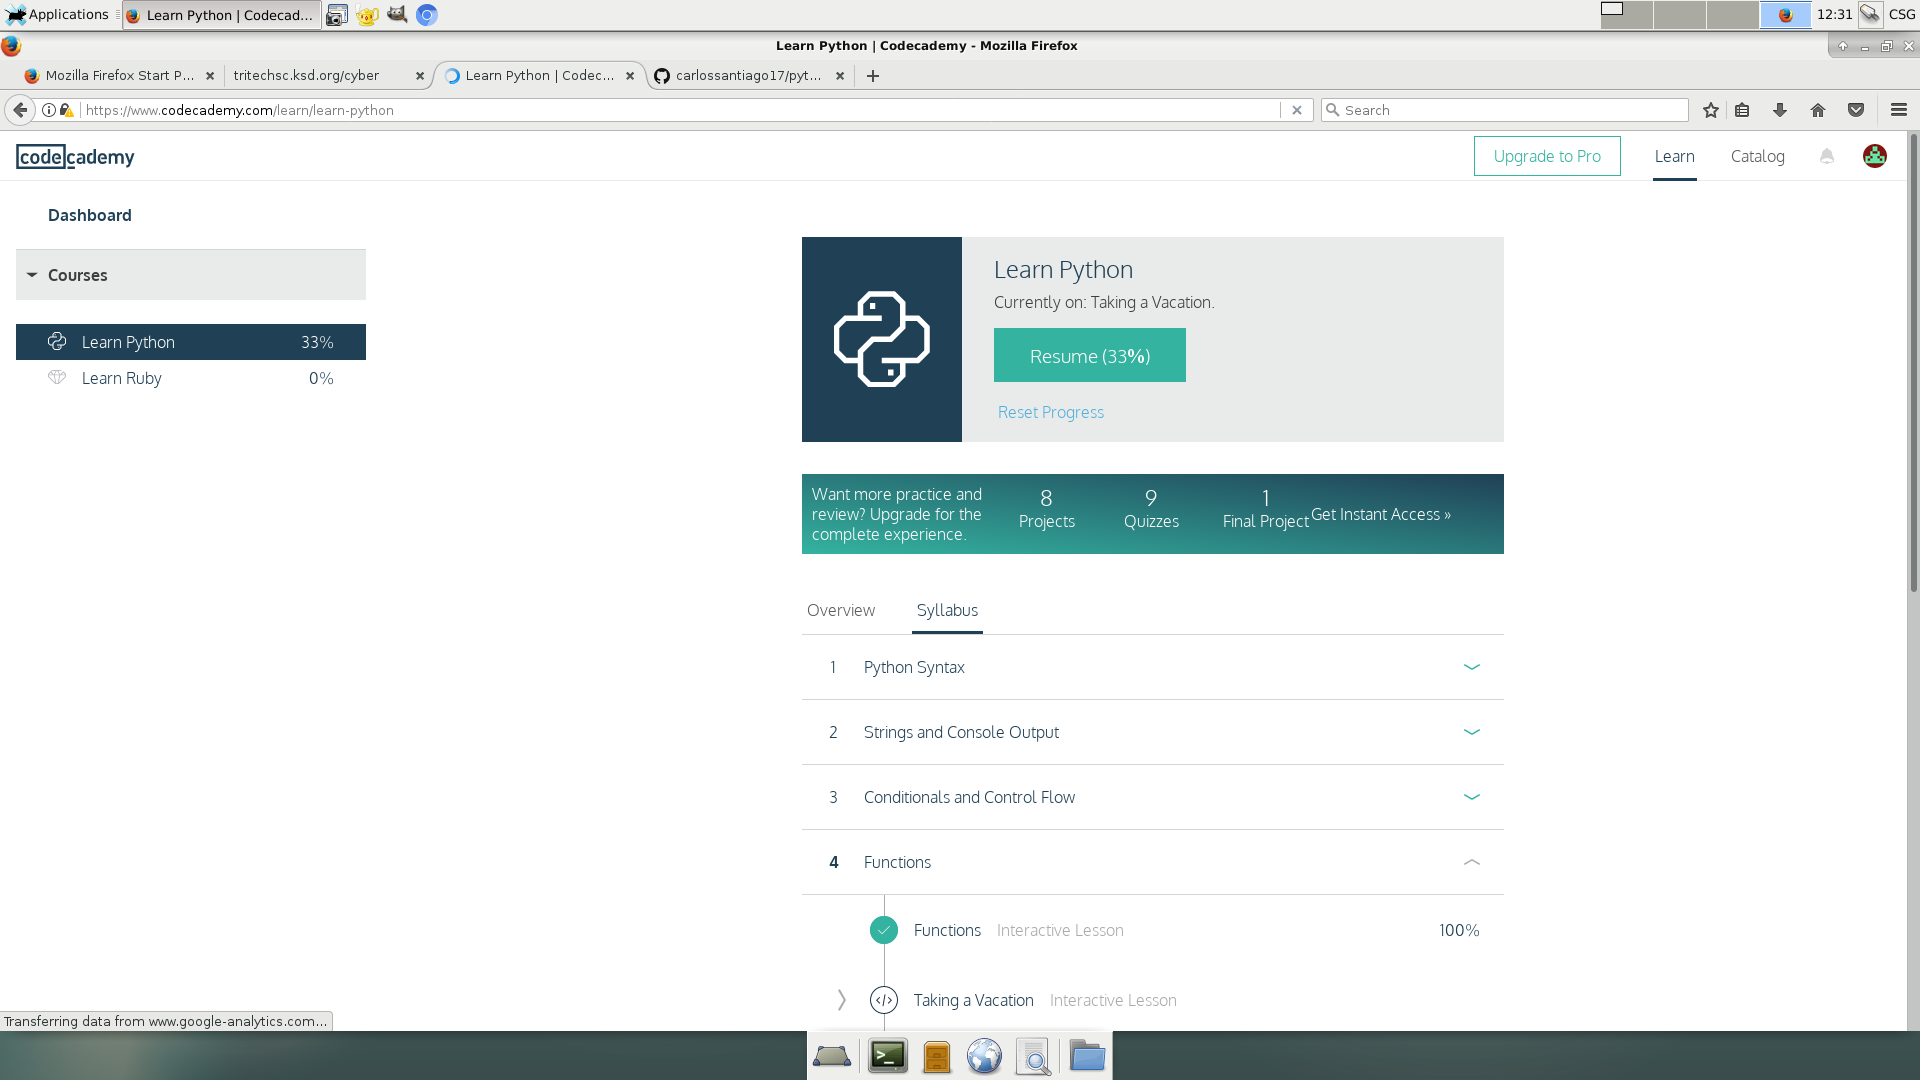 Applications
Learn Python | Codecad...
12:31
CSG
Learn Python | Codecademy - Mozilla Firefox
Mozilla Firefox Start P...
tritechsc.ksd.org/cyber
Learn Python | Codec...
carlossantiago17/pyt...
https://www.codecademy.com/learn/learn-python
Search
codecademy
Upgrade to Pro
Learn
Catalog
Dashboard
Courses
Learn Python 33%
Learn Ruby 0%
Learn Python
Currently on: Taking a Vacation.
Resume (33%)
Reset Progress
Want more practice and
review? Upgrade for the
complete experience.
8
Projects
9
Quizzes
1
Final Project
Get Instant Access »
Overview
Syllabus
1 Python Syntax
2 Strings and Console Output
3 Conditionals and Control Flow
4 Functions
Functions Interactive Lesson 100%
Taking a Vacation Interactive Lesson
Transferring data from www.google-analytics.com...